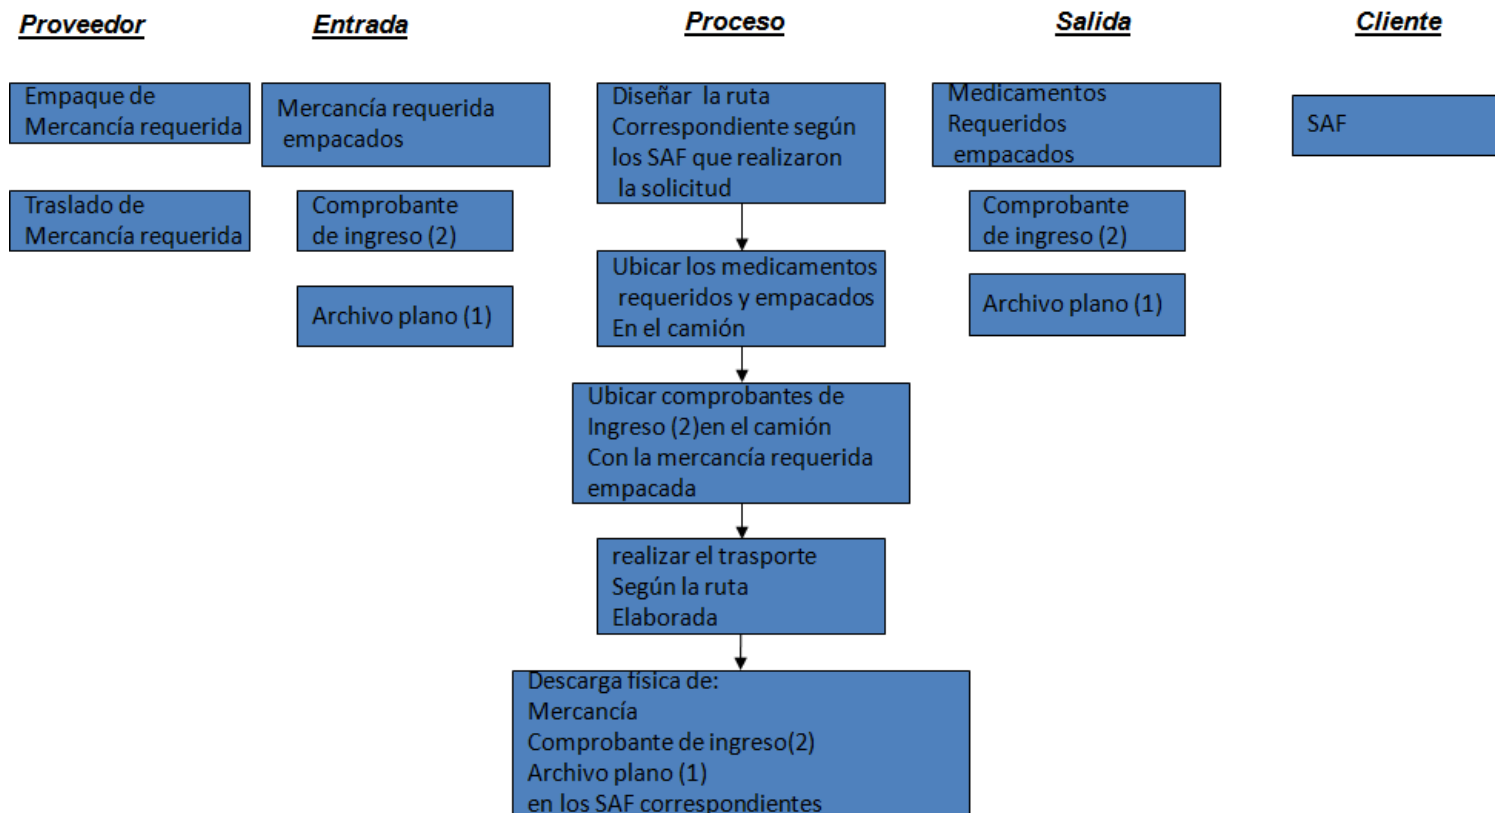 Proveedor
Entrada
Proceso
Salida
Cliente
Empaque de
Mercancía requerida
Traslado de
Mercancía requerida
Mercancía requerida
empacados
Comprobante
de ingreso (2)
Archivo plano (1)
Diseñar la ruta
Correspondiente según
los SAF que realizaron
la solicitud
Ubicar los medicamentos
requeridos y empacados
En el camión
Ubicar comprobantes de
Ingreso (2)en el camión
Con la mercancía requerida
empacada
realizar el trasporte
Según la ruta
Elaborada
Descarga física de:
Mercancía
Comprobante de ingreso(2)
Archivo plano (1)
en los SAF correspondientes
Medicamentos
Requeridos
empacados
Comprobante
de ingreso (2)
Archivo plano (1)
SAF